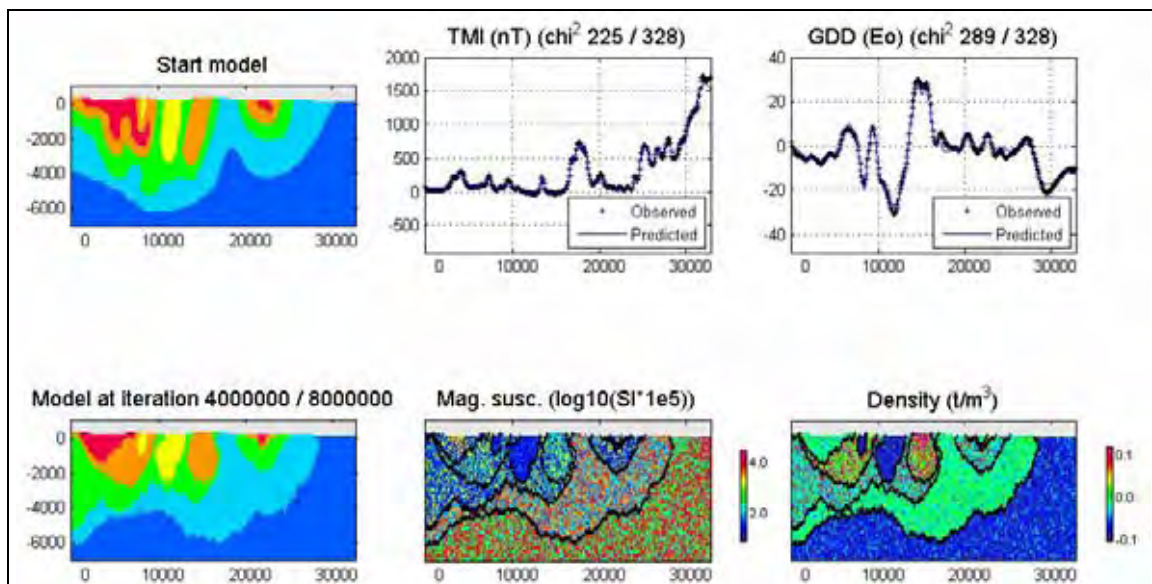 Start model
0
-2000
-4000
-6000
0 10000 20000 30000
TMI (nT) (chi² 225 / 328)
2000
1500
1000
500
0
-500
Observed
Predicted
0 10000 20000 30000
GDD (Eo) (chi² 289 / 328)
40
20
0
-20
-40
Observed
Predicted
0 10000 20000 30000
Model at iteration 4000000 / 8000000
0
-2000
-4000
-6000
0 10000 20000 30000
Mag. susc. (log10(SI*1e5))
4.0
2.0
0 10000 20000 30000
Density (t/m³)
0.1
0.0
-0.1
0 10000 20000 30000